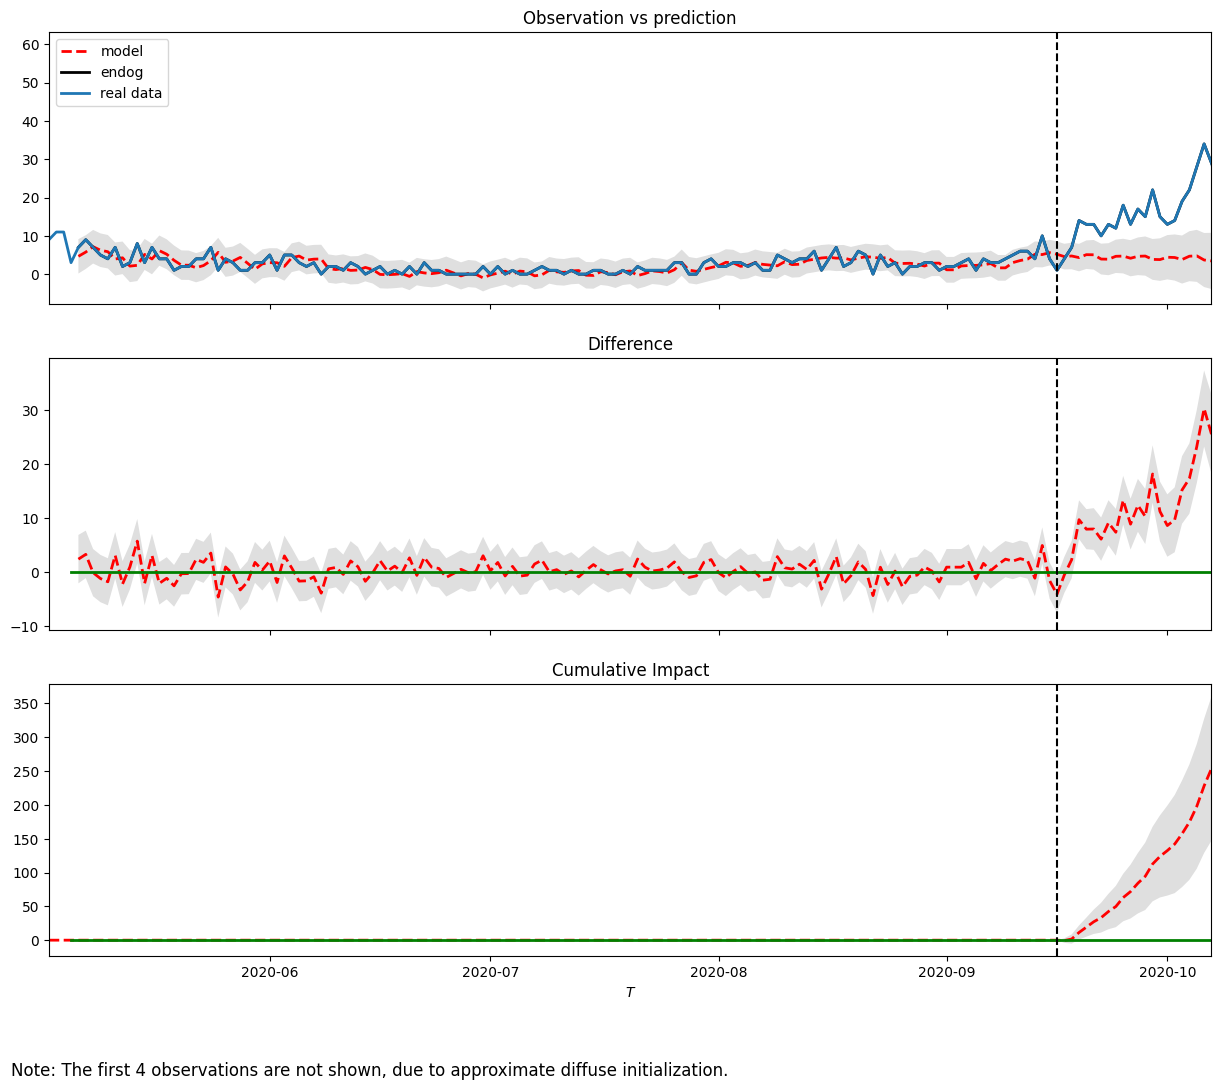 Observation vs prediction
60
50
40
30
20
10
0
model
endog
real data
Difference
30
20
10
0
−10
Cumulative Impact
350
300
250
200
150
100
50
0
2020-06 2020-07 2020-08 2020-09 2020-10
T
Note: The first 4 observations are not shown, due to approximate diffuse initialization.